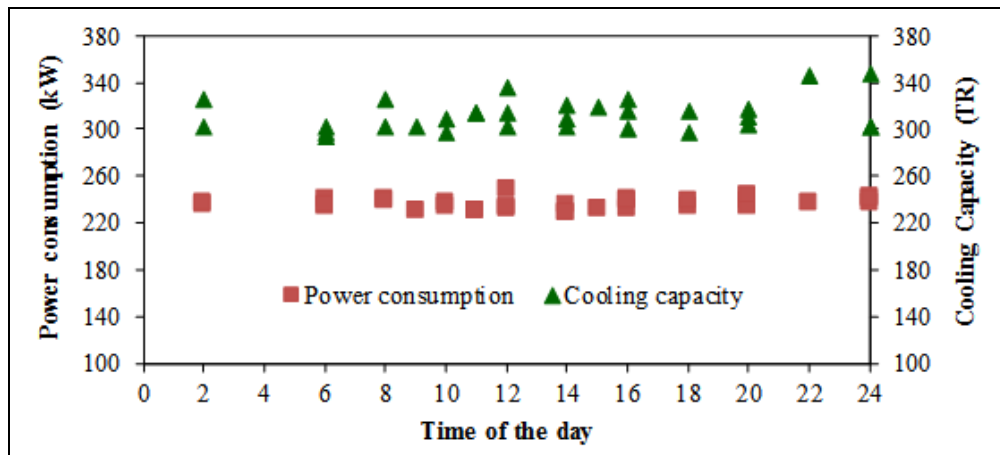 Power consumption (kW)
380 380
340 340
300 300
260 260
220 220
180 180
140 140
100 100
Cooling Capacity (TR)
Power consumption Cooling capacity
0 2 4 6 8 10 12 14 16 18 20 22 24
Time of the day